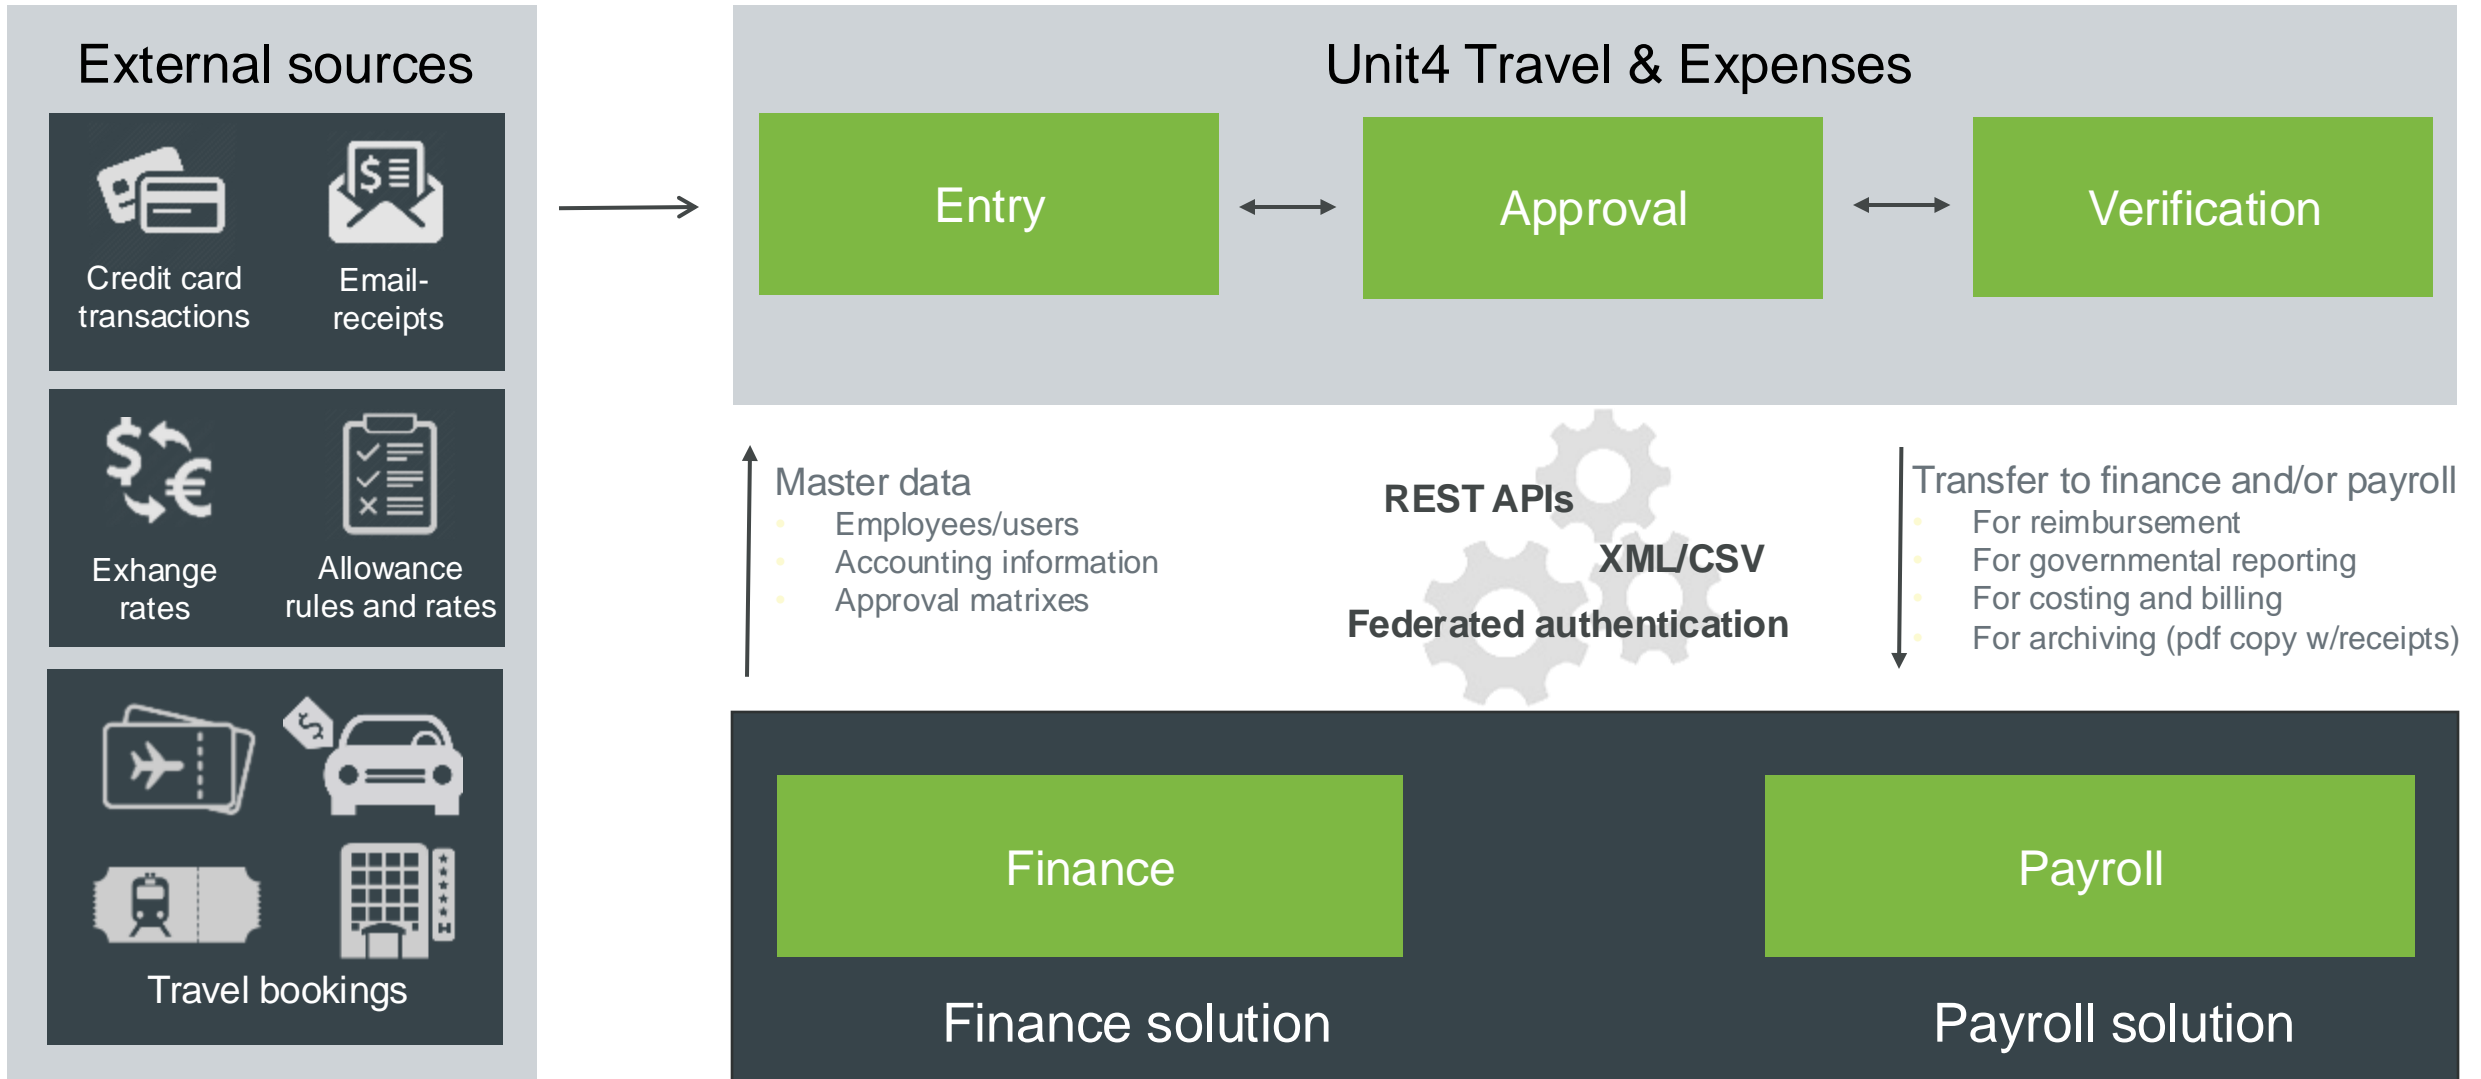 External sources
Credit card
transactions
Email-
receipts
Exhange
rates
Allowance
rules and rates
Travel bookings
Unit4 Travel & Expenses
Entry
Approval
Verification
Master data
• Employees/users
• Accounting information
• Approval matrixes
REST APIs
XML/CSV
Federated authentication
Transfer to finance and/or payroll
• For reimbursement
• For governmental reporting
• For costing and billing
• For archiving (pdf copy w/receipts)
Finance
Payroll
Finance solution
Payroll solution